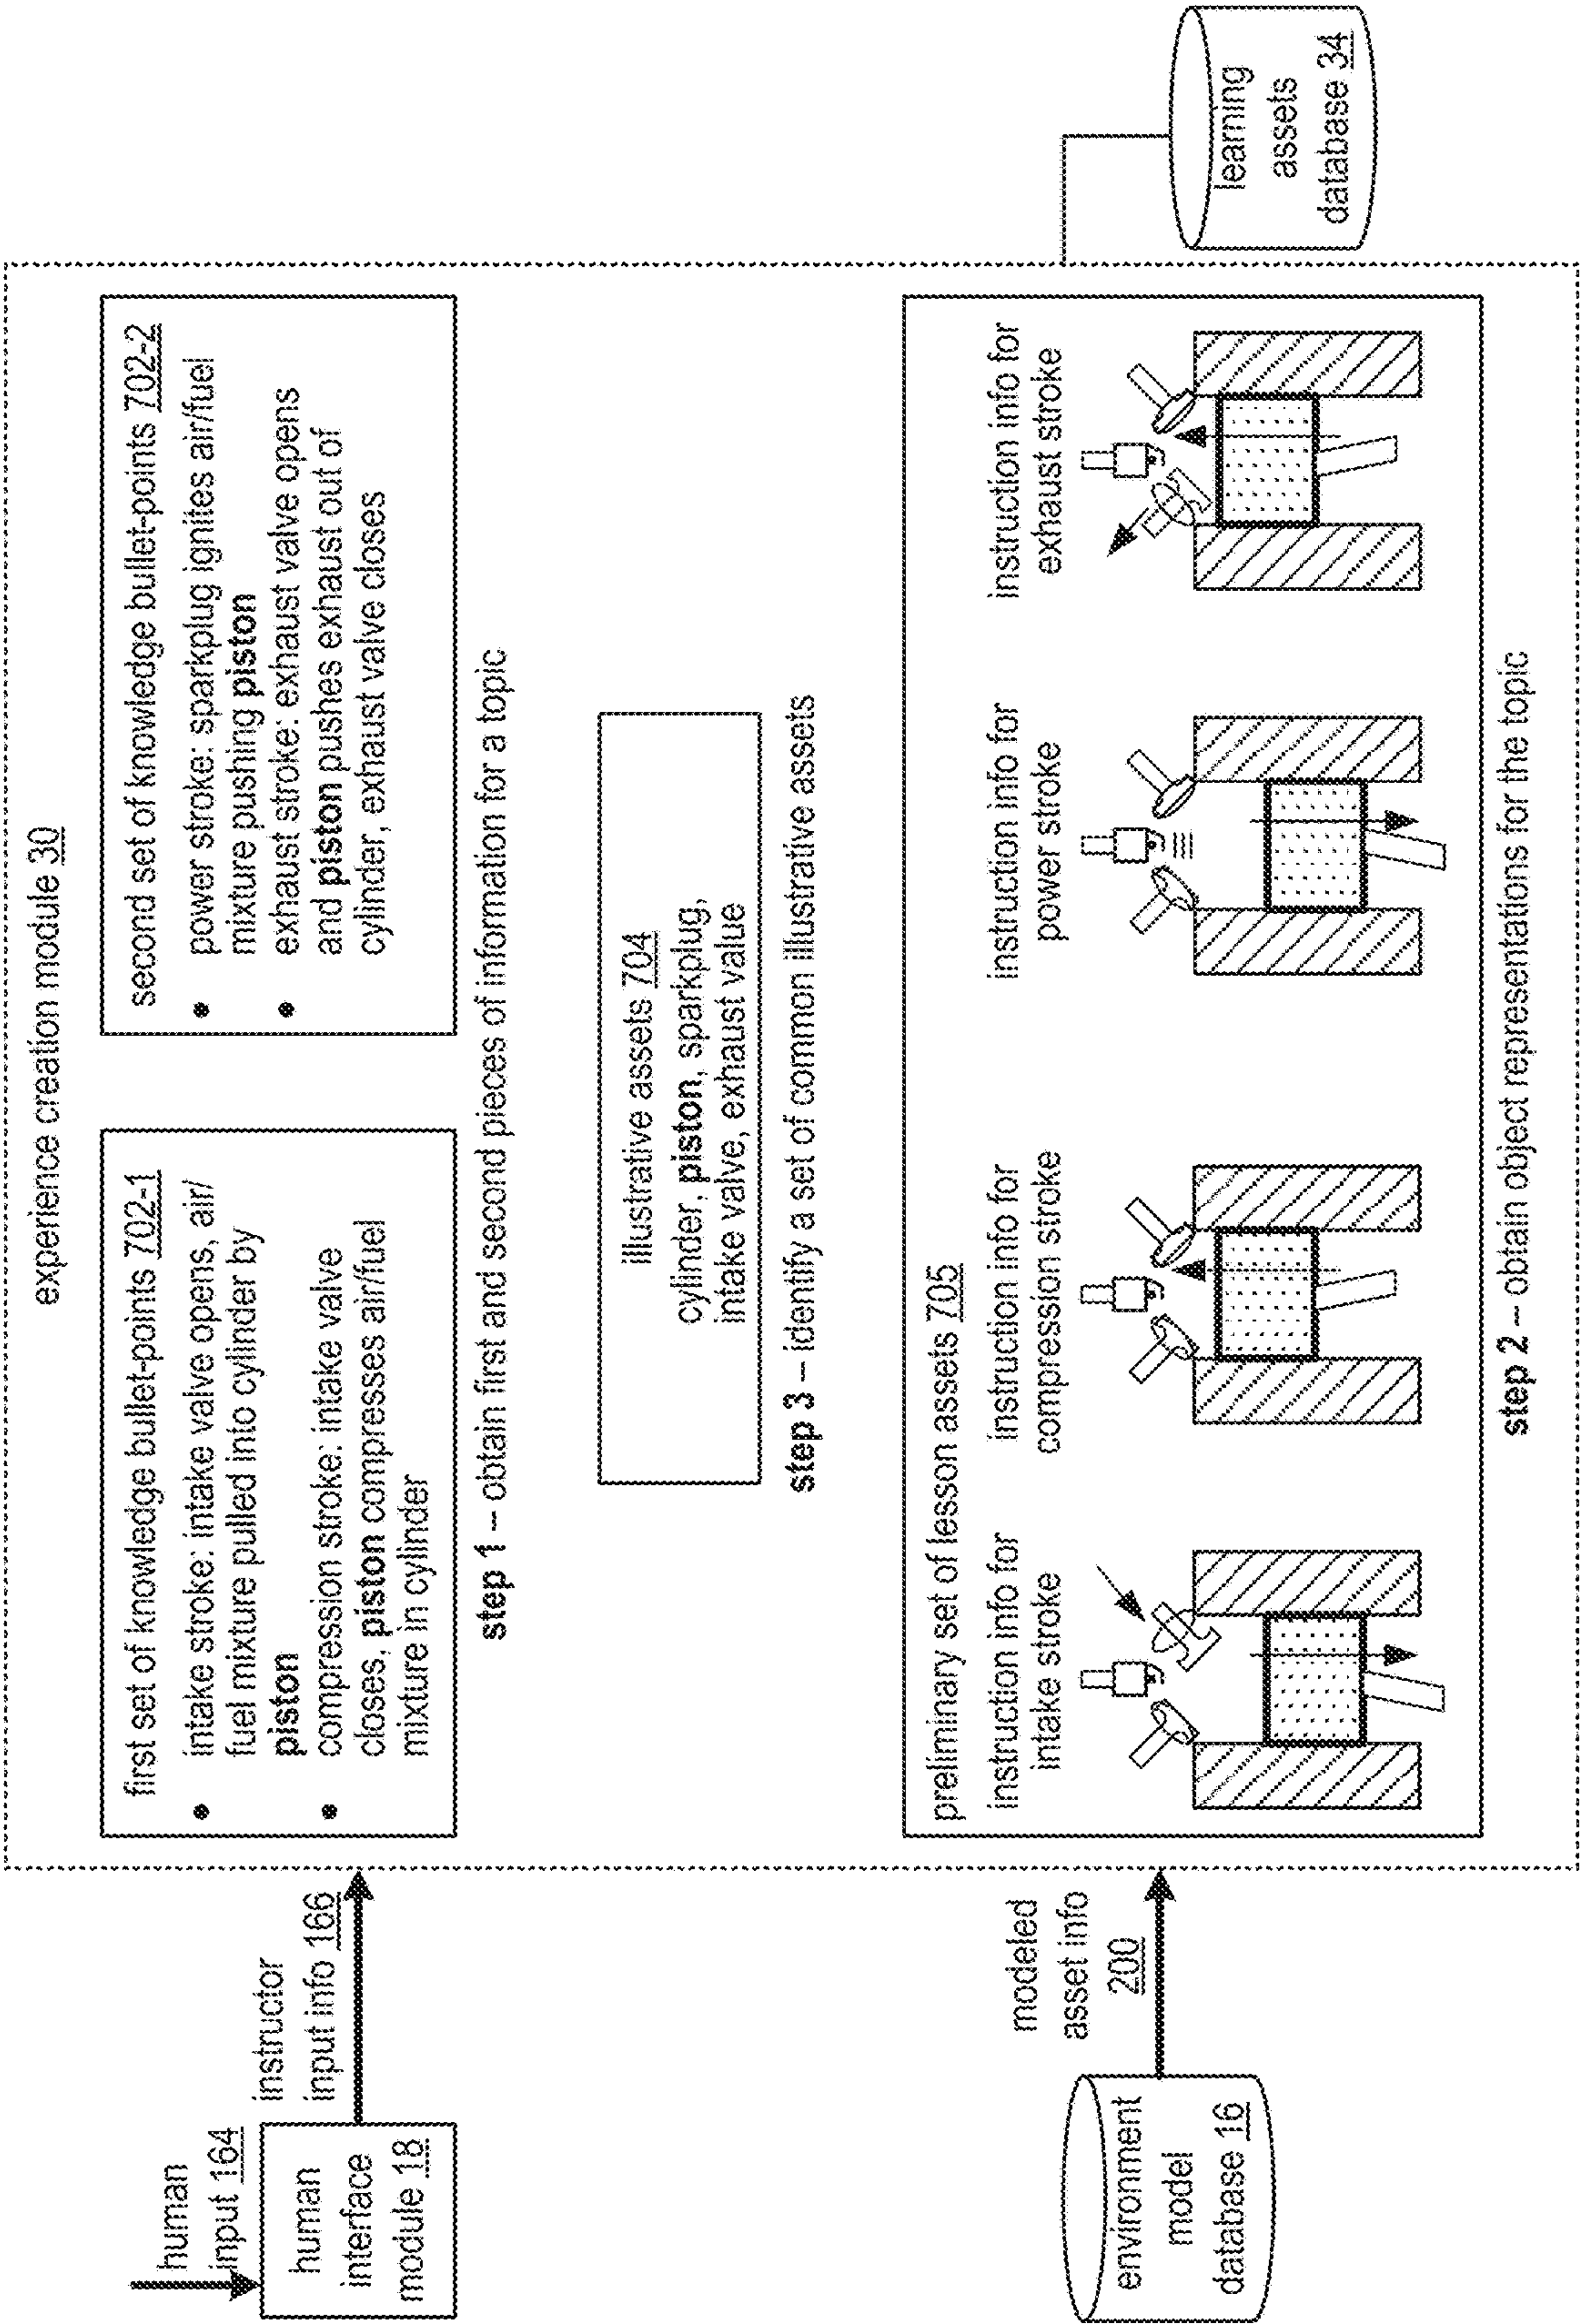 human
input 164
human
interface
module 18
instructor
input info 166
environment
model
database 16
modeled
asset info
200
experience creation module 30
first set of knowledge bullet-points 702-1
• intake stroke: intake valve opens, air/
fuel mixture pulled into cylinder by
piston
• compression stroke: intake valve
closes, piston compresses air/fuel
mixture in cylinder
second set of knowledge bullet-points 702-2
• power stroke: sparkplug ignites air/fuel
mixture pushing piston
• exhaust stroke: exhaust valve opens
and piston pushes exhaust out of
cylinder, exhaust valve closes
step 1 – obtain first and second pieces of information for a topic
illustrative assets 704
cylinder, piston, sparkplug,
intake valve, exhaust value
step 3 – identify a set of common illustrative assets
preliminary set of lesson assets 705
instruction info for
intake stroke
instruction info for
compression stroke
instruction info for
power stroke
instruction info for
exhaust stroke
step 2 – obtain object representations for the topic
learning
assets
database 34